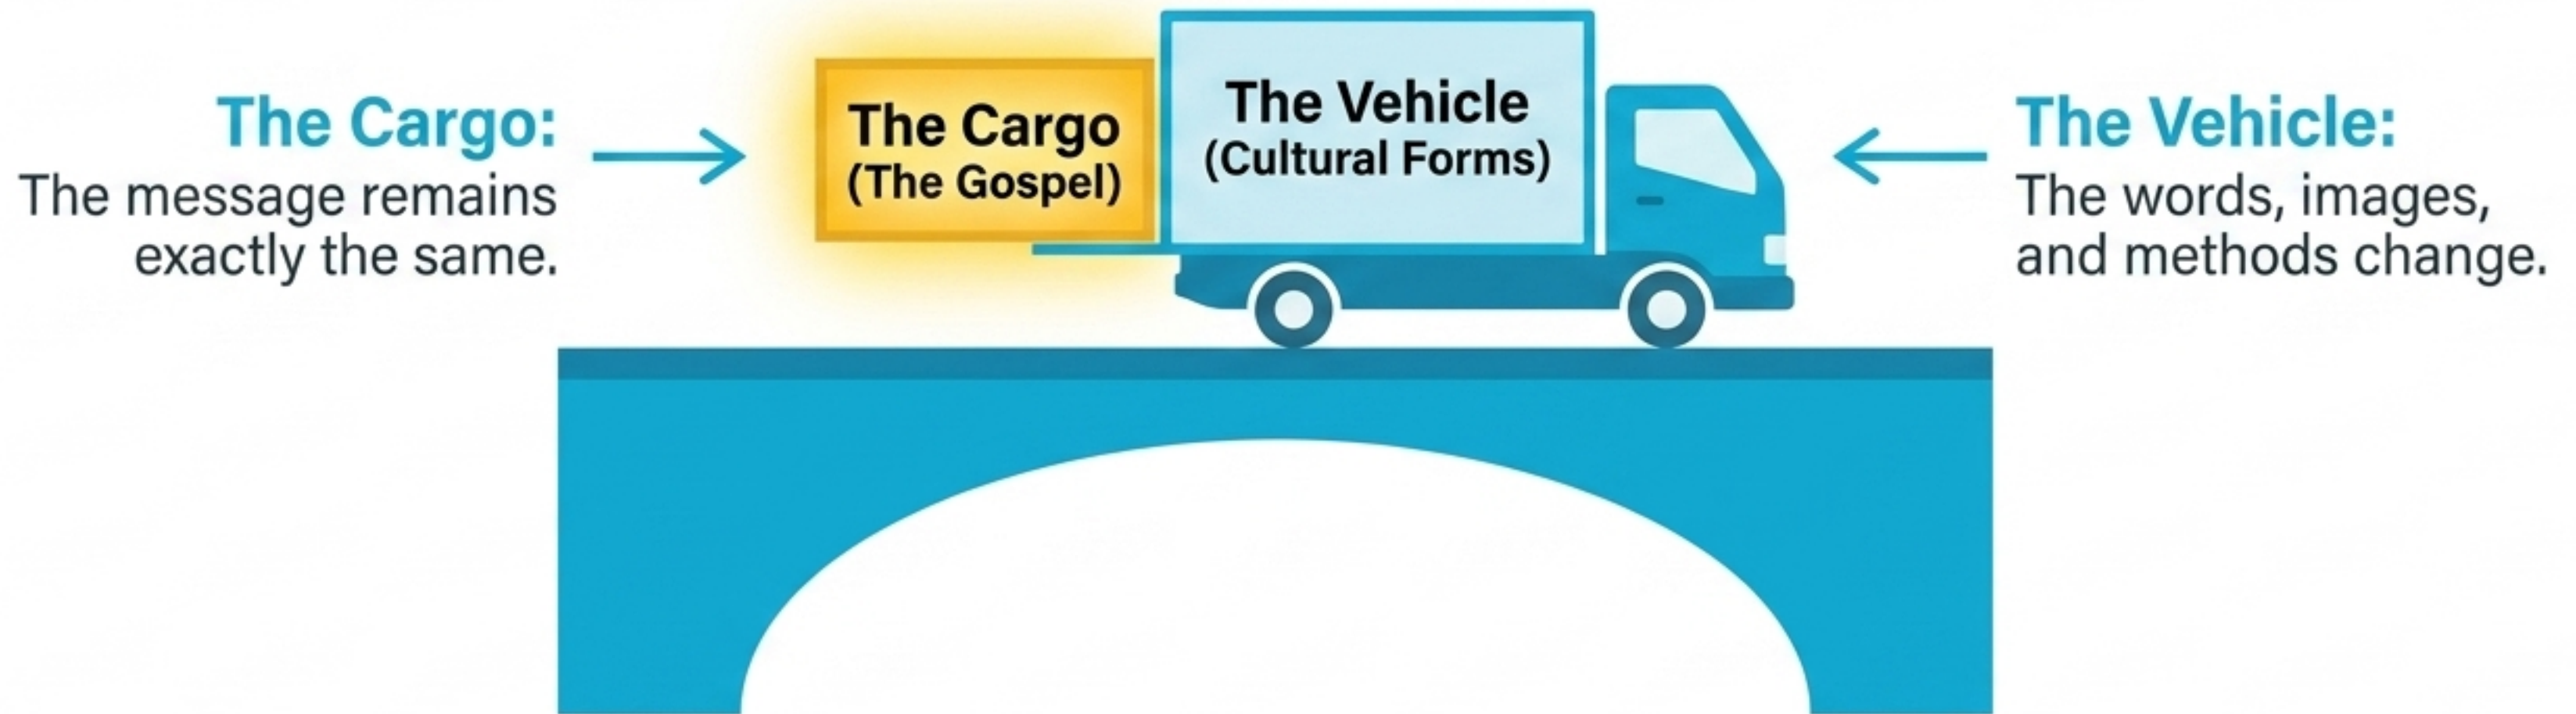 The Cargo:
The message remains
exactly the same.
The Cargo
(The Gospel)
The Vehicle
(Cultural Forms)
The Vehicle:
The words, images,
and methods change.